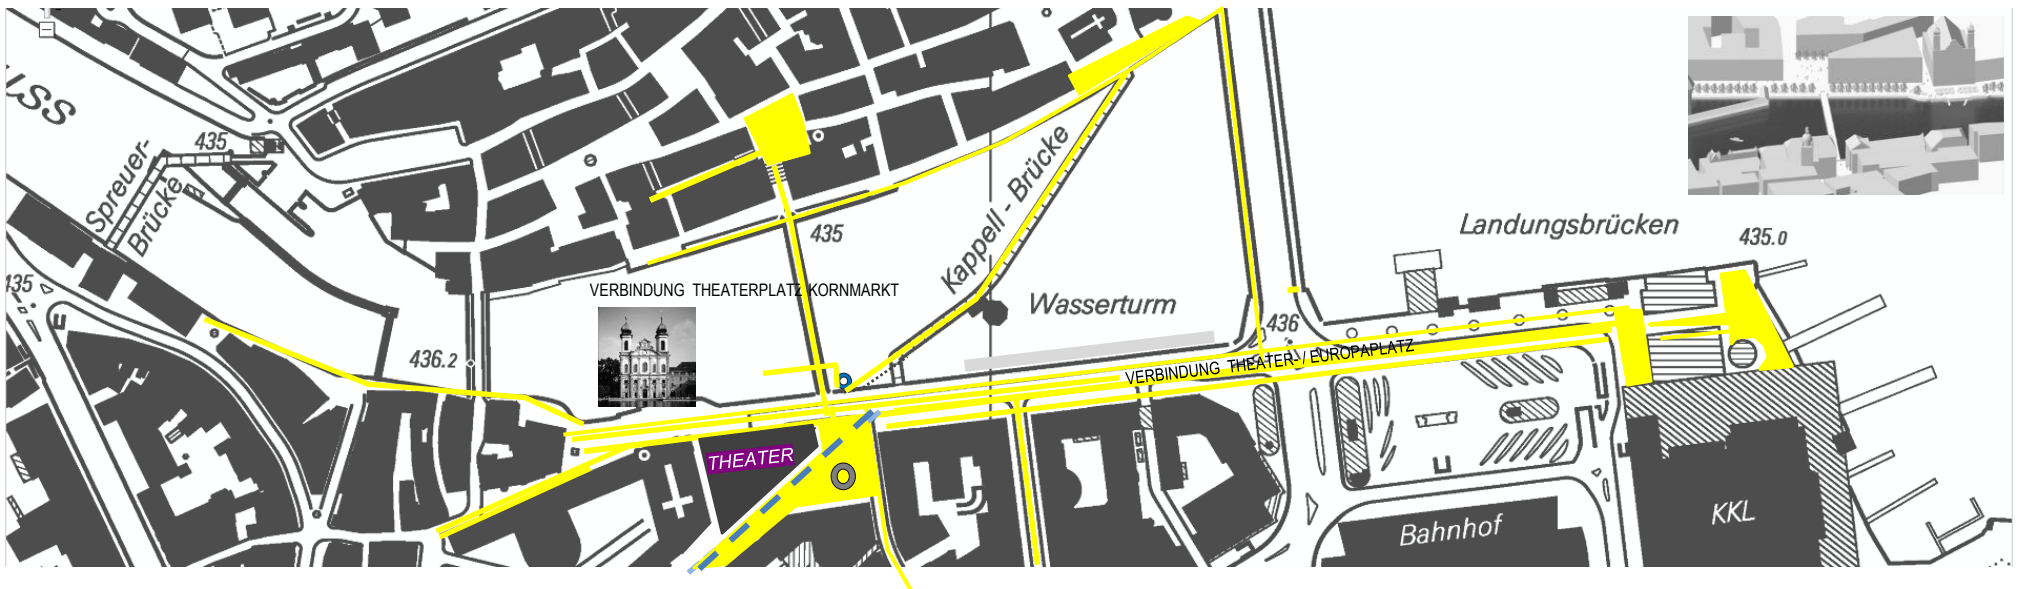 USS
Spreuer-
Brücke
435
435
436.2
VERBINDUNG THEATERPLATZ KORNMARKT
435
Kappell - Brücke
Wasserturm
436
VERBINDUNG THEATER- / EUROPAPLATZ
Landungsbrücken
435.0
THEATER
Bahnhof
KKL